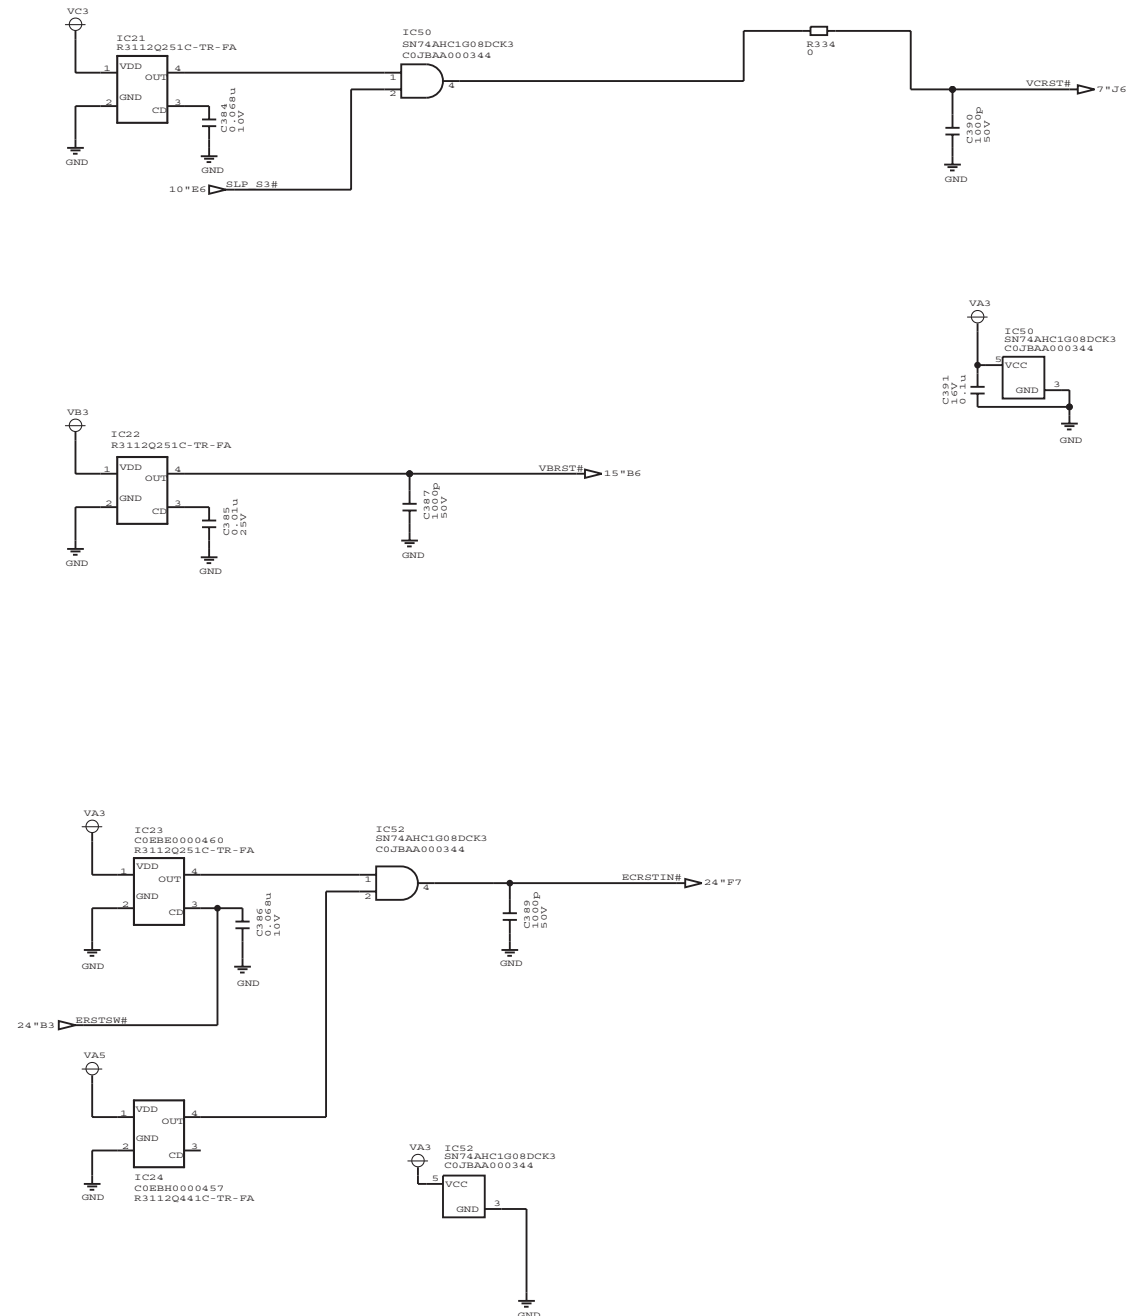 VC3
IC21
R3112Q251C-TR-FA
1
VDD
OUT
4
2
GND
CD
3
C384
0.068u
10V
GND
GND
10"E6
SLP_S3#
IC50
SN74AHC1G08DCK3
C0JBAA000344
1
2
4
R334
0
VCRST#
7"J6
C390
1000p
50V
GND
VA3
IC50
SN74AHC1G08DCK3
C0JBAA000344
5
VCC
GND
3
C391
16V
0.1u
GND
VB3
IC22
R3112Q251C-TR-FA
1
VDD
OUT
4
2
GND
CD
3
C385
0.01u
25V
GND
GND
VBRST#
15"B6
C387
1000p
50V
GND
VA3
IC23
C0EBE0000460
R3112Q251C-TR-FA
1
VDD
OUT
4
2
GND
CD
3
C386
0.068u
10V
GND
GND
24"B3
ERSTSW#
IC52
SN74AHC1G08DCK3
C0JBAA000344
1
2
4
ECRSTIN#
24"F7
C389
1000p
50V
GND
VA5
1
VDD
OUT
4
2
GND
CD
3
GND
IC24
C0EBH0000457
R3112Q441C-TR-FA
VA3
IC52
SN74AHC1G08DCK3
C0JBAA000344
5
VCC
GND
3
GND